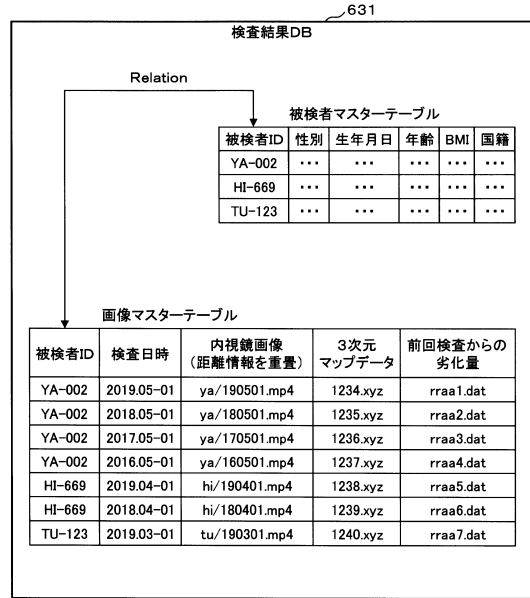 631
検査結果DB
Relation
被検者マスターテーブル
被検者ID 性別 生年月日 年齢 BMI 国籍
YA-002 ・・・ ・・・ ・・・ ・・・ ・・・
HI-669 ・・・ ・・・ ・・・ ・・・ ・・・
TU-123 ・・・ ・・・ ・・・ ・・・ ・・・
画像マスターテーブル
被検者ID 検査日時 内視鏡画像 3次元 前回検査からの
(距離情報を重畳) マップデータ 劣化量
YA-002 2019.05-01 ya/190501.mp4 1234.xyz rraa1.dat
YA-002 2018.05-01 ya/180501.mp4 1235.xyz rraa2.dat
YA-002 2017.05-01 ya/170501.mp4 1236.xyz rraa3.dat
YA-002 2016.05-01 ya/160501.mp4 1237.xyz rraa4.dat
HI-669 2019.04-01 hi/190401.mp4 1238.xyz rraa5.dat
HI-669 2018.04-01 hi/180401.mp4 1239.xyz rraa6.dat
TU-123 2019.03-01 tu/190301.mp4 1240.xyz rraa7.dat